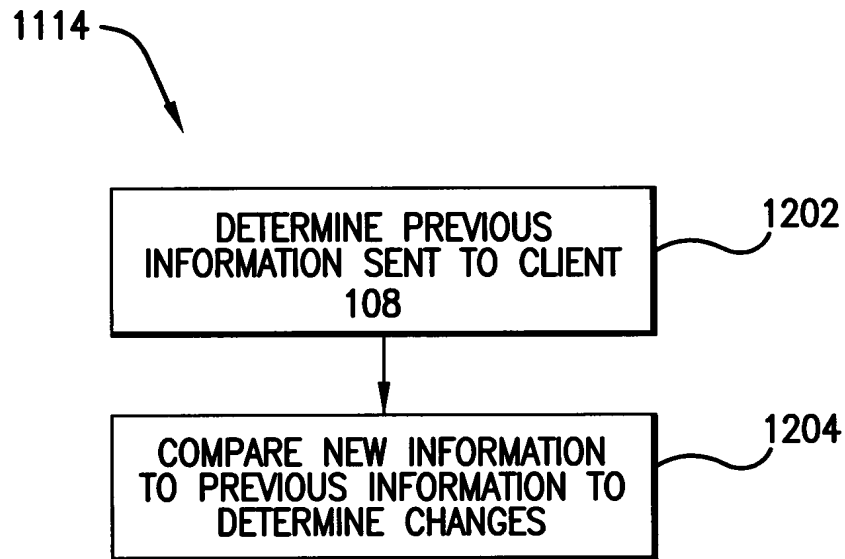 1114
DETERMINE PREVIOUS
INFORMATION SENT TO CLIENT
108
1202
COMPARE NEW INFORMATION
TO PREVIOUS INFORMATION TO
DETERMINE CHANGES
1204